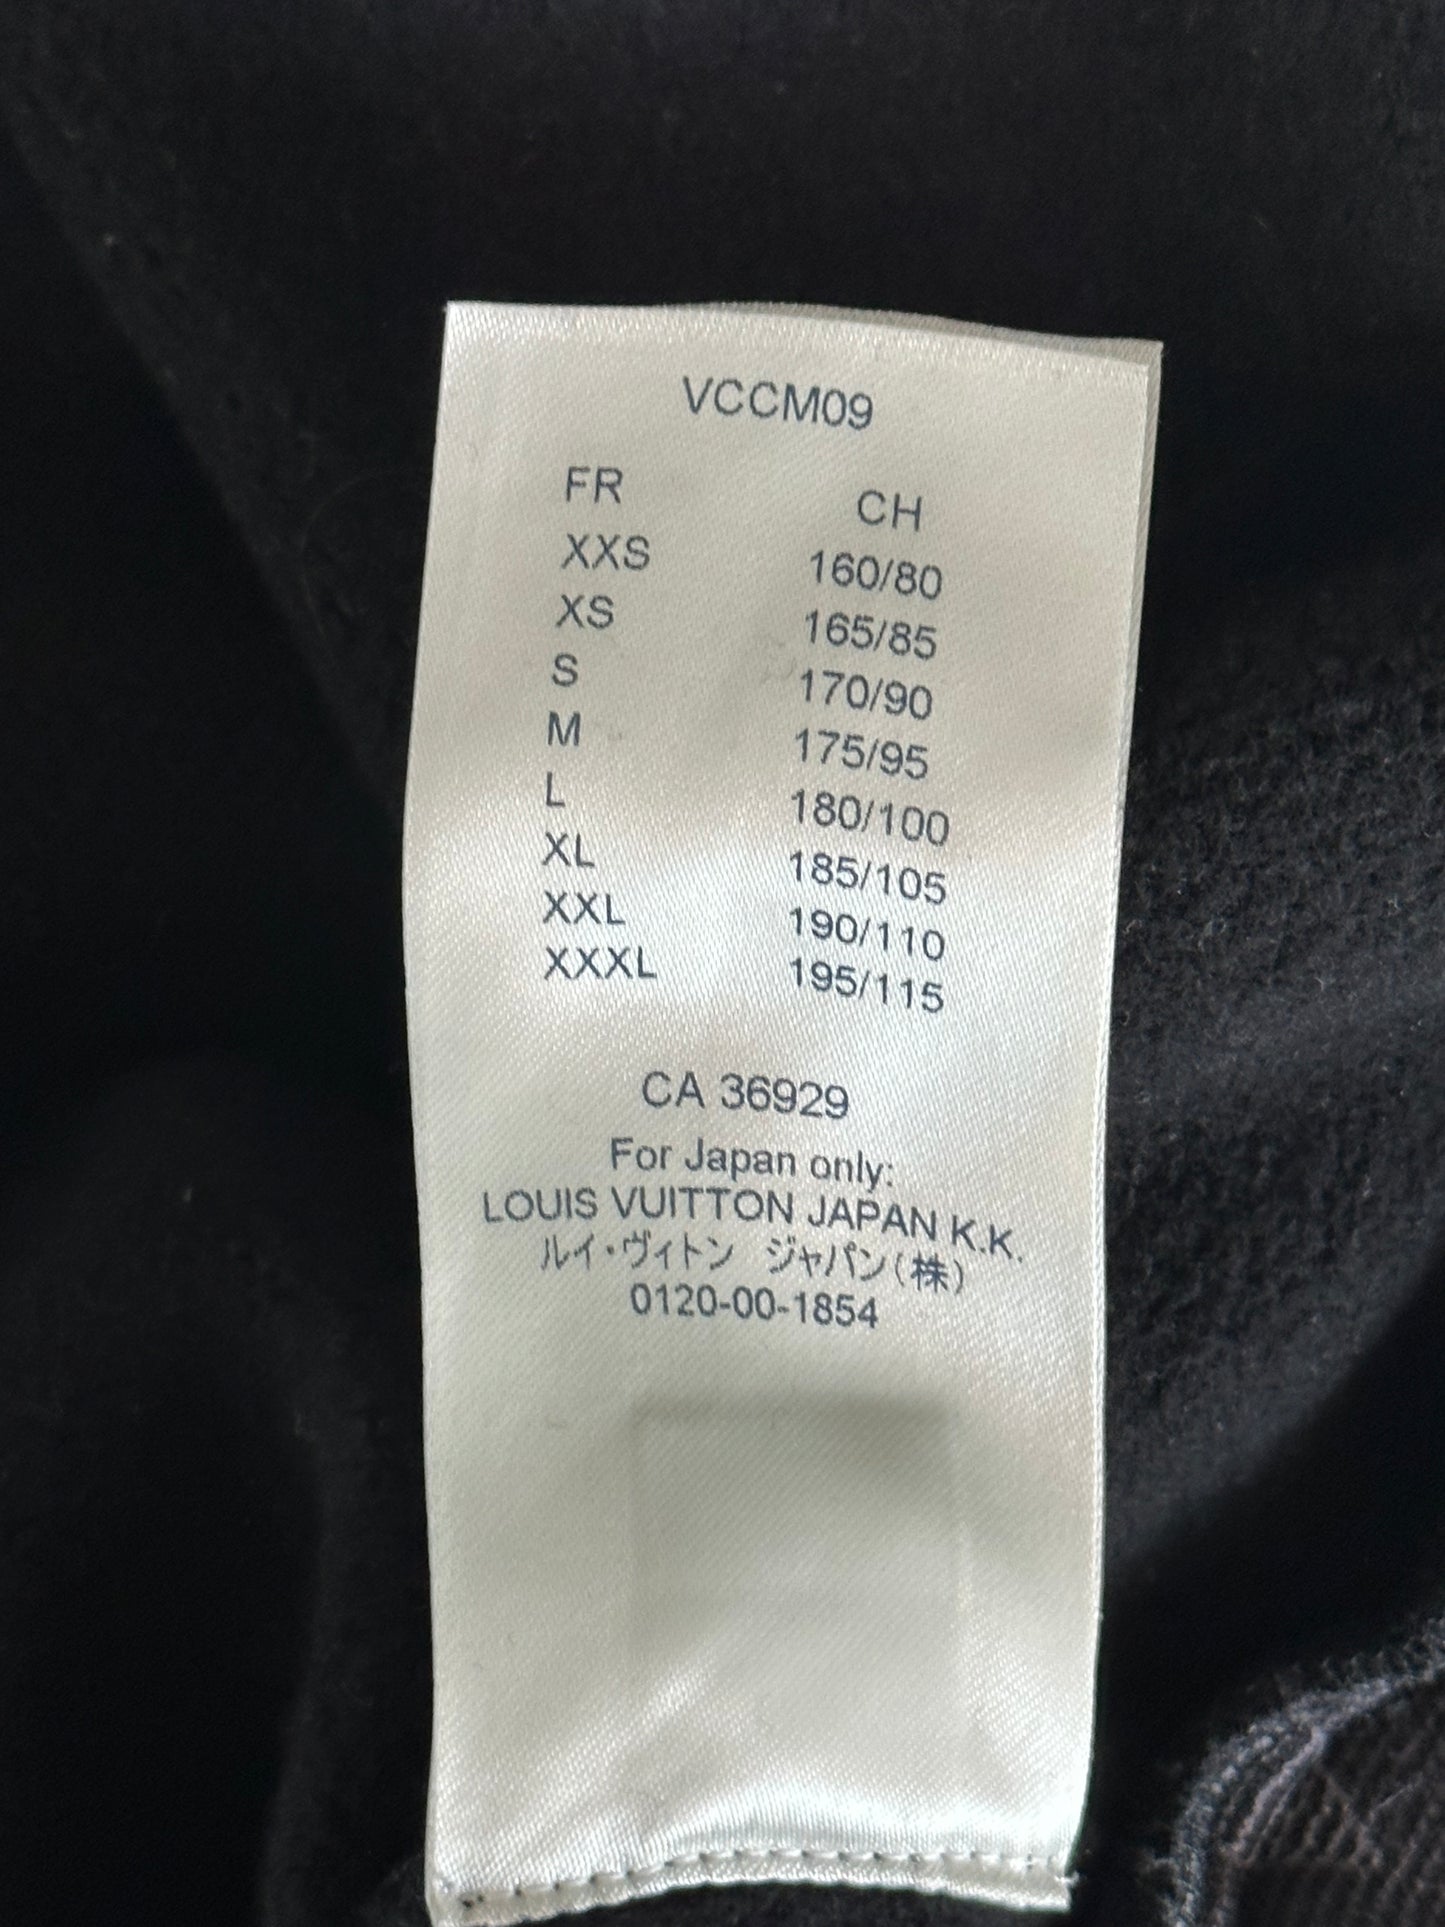 VCCM09
FR CH
XXS 160/80
XS 165/85
S 170/90
M 175/95
L 180/100
XL 185/105
XXL 190/110
XXXL 195/115
CA 36929
For Japan only:
LOUIS VUITTON JAPAN K.K.
ルイ・ヴィトン ジャパン(株)
0120-00-1854